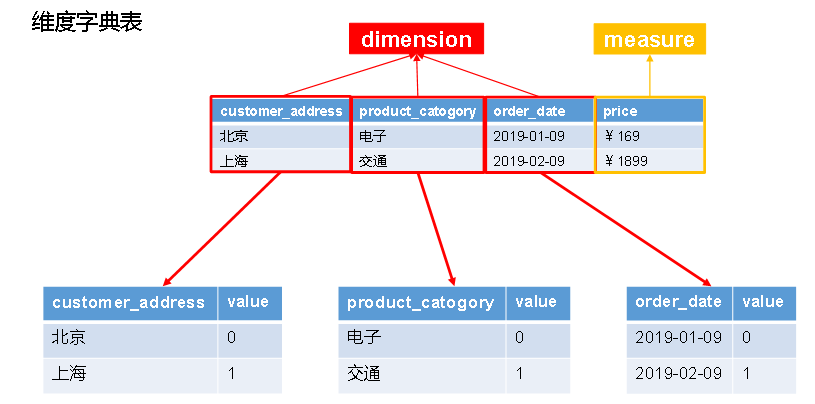 维度字典表
dimension
measure
customer_address product_catogory order_date price
北京 电子 2019-01-09 ￥169
上海 交通 2019-02-09 ￥1899
customer_address value product_catogory value order_date value
北京 0 电子 0 2019-01-09 0
上海 1 交通 1 2019-02-09 1